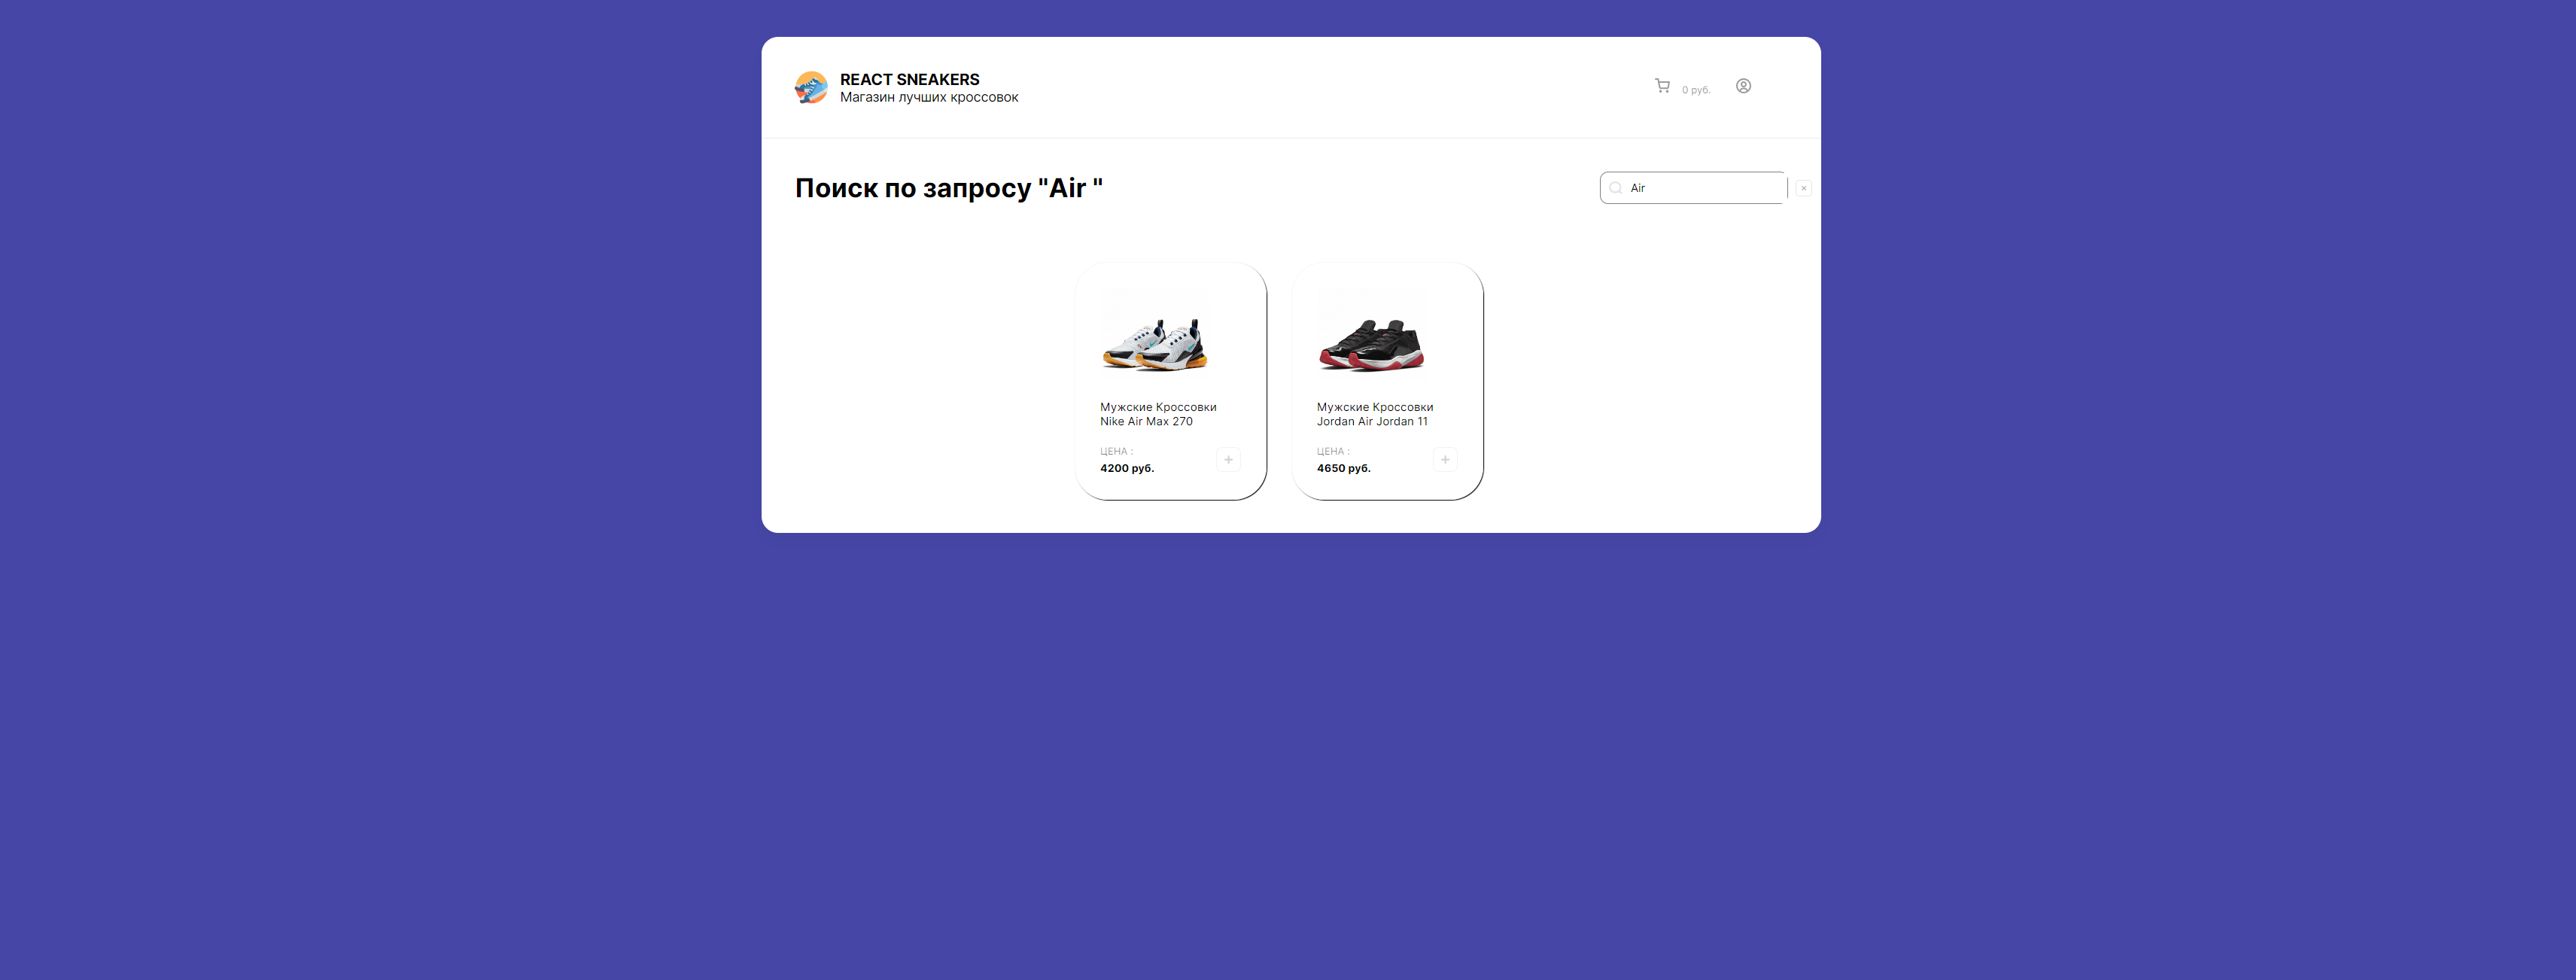 REACT SNEAKERS
Магазин лучших кроссовок
0 руб.
Поиск по запросу "Air "
Air
Мужские Кроссовки
Nike Air Max 270
ЦЕНА :
4200 руб.
Мужские Кроссовки
Jordan Air Jordan 11
ЦЕНА :
4650 руб.